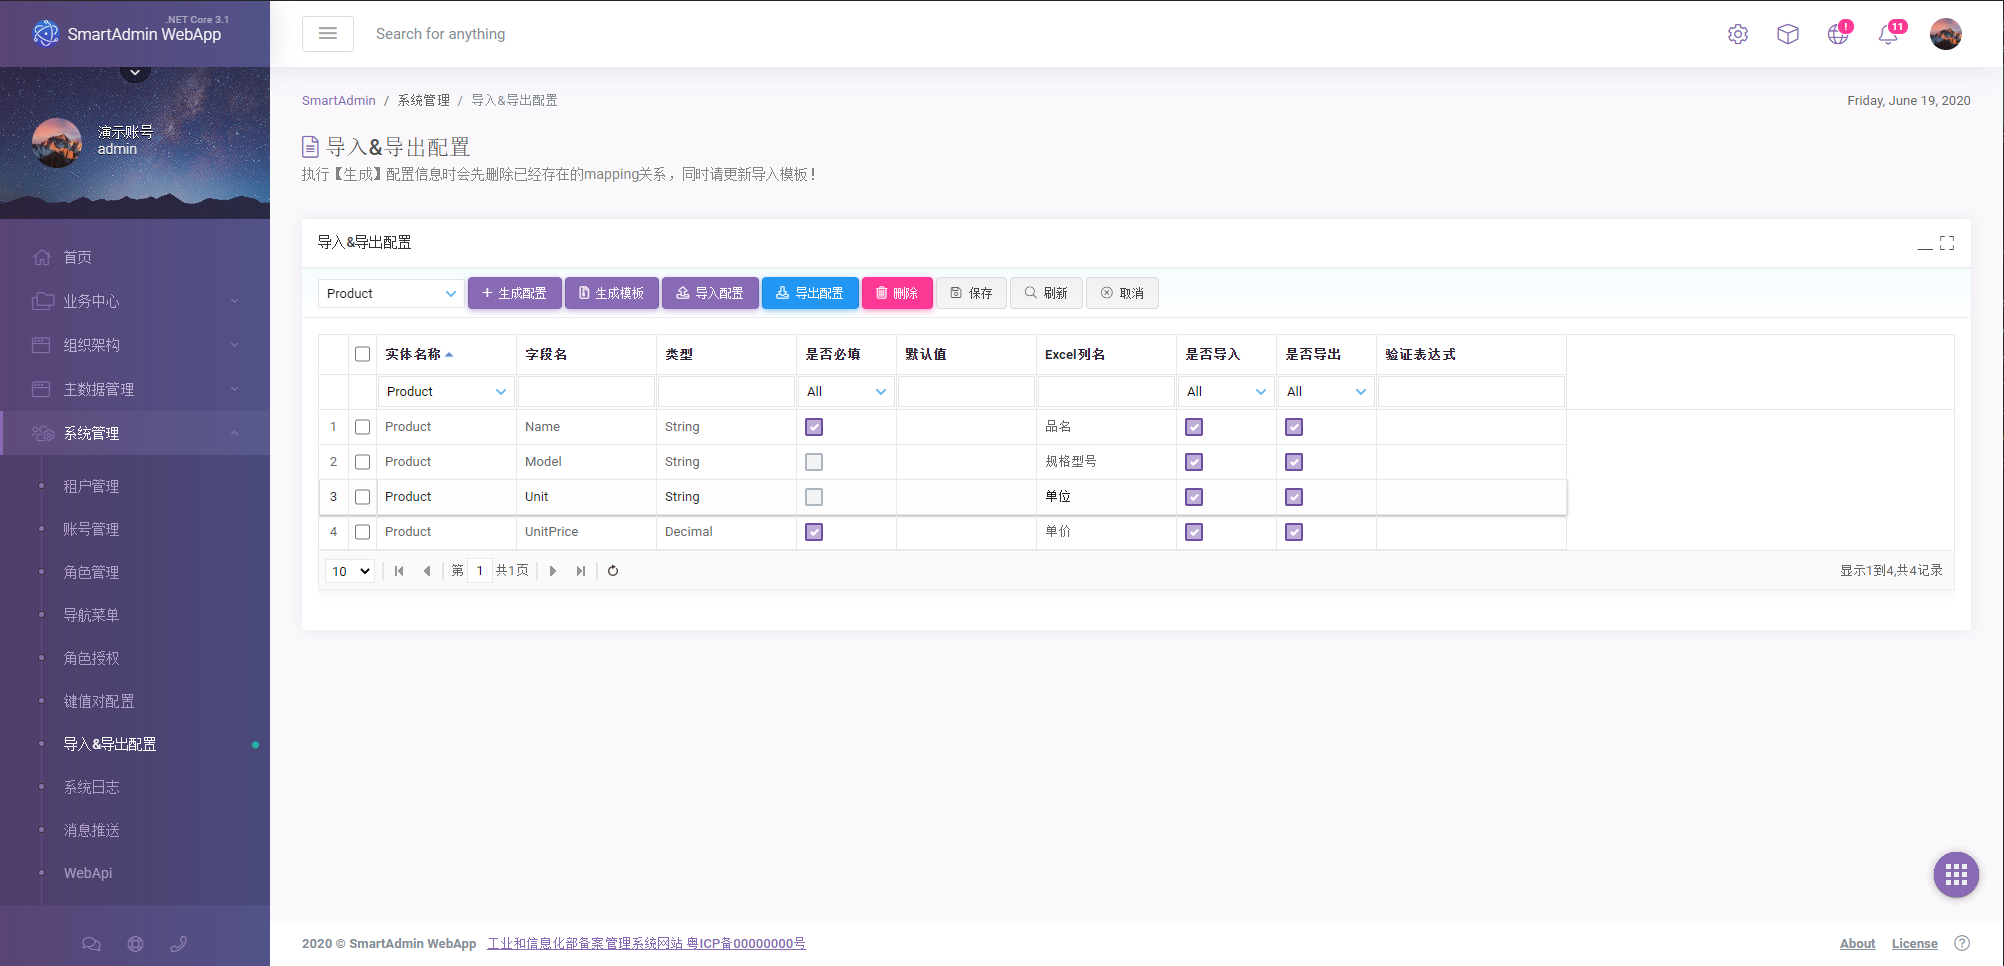 .NET Core 3.1
SmartAdmin WebApp
Search for anything
!
11
演示账号
admin
首页
业务中心
组织架构
主数据管理
系统管理
租户管理
账号管理
角色管理
导航菜单
角色授权
键值对配置
导入&导出配置
系统日志
消息推送
WebApi
SmartAdmin / 系统管理 / 导入&导出配置
Friday, June 19, 2020
导入&导出配置
执行【生成】配置信息时会先删除已经存在的mapping关系，同时请更新导入模板！
导入&导出配置
Product 生成配置 生成模板 导入配置 导出配置 删除 保存 刷新 取消
实体名称 字段名 类型 是否必填 默认值 Excel列名 是否导入 是否导出 验证表达式
Product All All All
1 Product Name String 品名
2 Product Model String 规格型号
3 Product Unit String 单位
4 Product UnitPrice Decimal 单价
10 第 1 共1页
显示1到4,共4记录
2020 © SmartAdmin WebApp 工业和信息化部备案管理系统网站 粤ICP备00000000号
About License ?